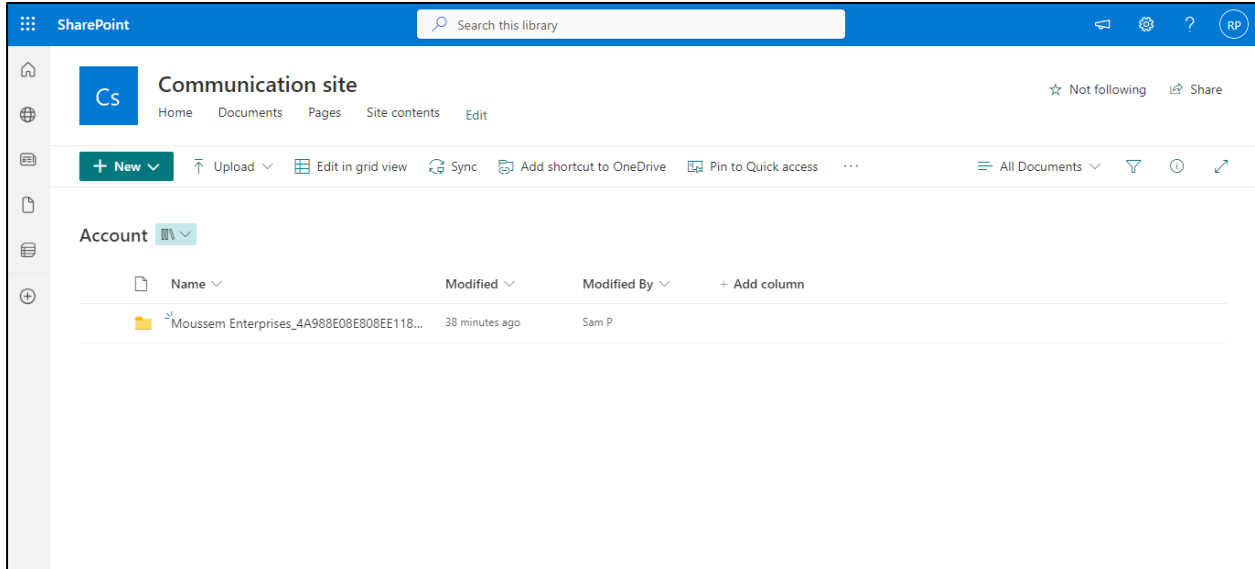 SharePoint Search this library ? RP
Cs Communication site
Home Documents Pages Site contents Edit Not following Share
+ New Upload Edit in grid view Sync Add shortcut to OneDrive Pin to Quick access ··· All Documents
Account
Name Modified Modified By + Add column
Moussem Enterprises_4A988E08E808EE118... 38 minutes ago Sam P